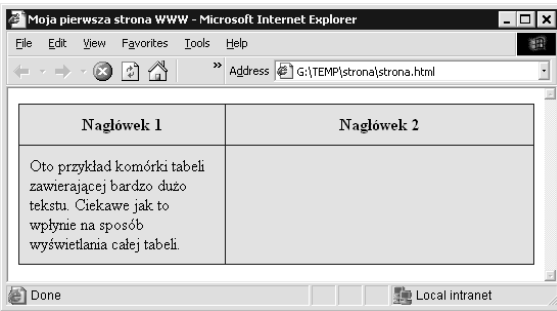 Moja pierwsza strona WWW - Microsoft Internet Explorer
File Edit View Favorites Tools Help
» Address G:\TEMP\strona\strona.html
Nagłówek 1 Nagłówek 2
Oto przykład komórki tabeli
zawierającej bardzo dużo
tekstu. Ciekawe jak to
wpłynie na sposób
wyświetlania całej tabeli.
Done Local intranet